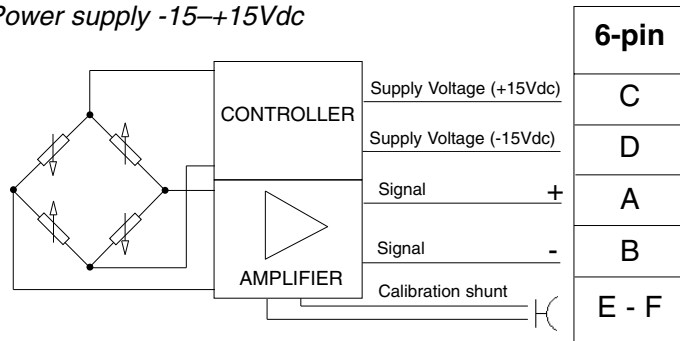 Power supply -15–+15Vdc
6-pin
CONTROLLER
Supply Voltage (+15Vdc)
C
Supply Voltage (-15Vdc)
D
Signal +
A
Signal -
B
AMPLIFIER
Calibration shunt
E - F